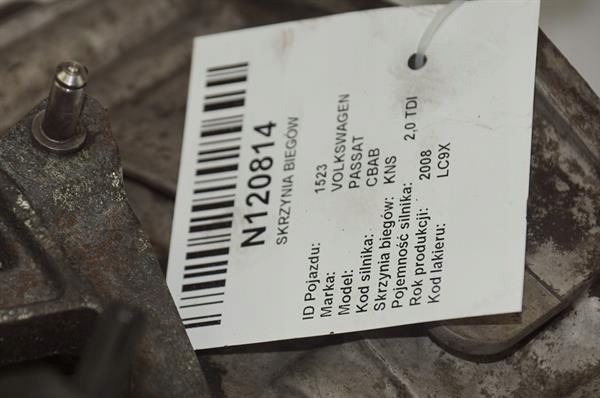 N120814
SKRZYNIA BIEGÓW
ID Pojazdu: 1523
Marka: VOLKSWAGEN
Model: PASSAT
Kod silnika: CBAB
Skrzynia biegów: KNS
Pojemność silnika: 2,0 TDI
Rok produkcji: 2008
Kod lakieru: LC9X